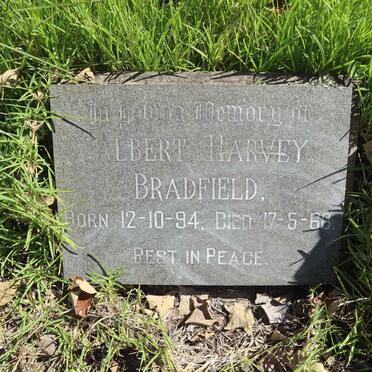 In Loving Memory of
ALBERT HARVEY
BRADFIELD,
BORN 12-10-94, DIED 17-5-68.
REST IN PEACE.